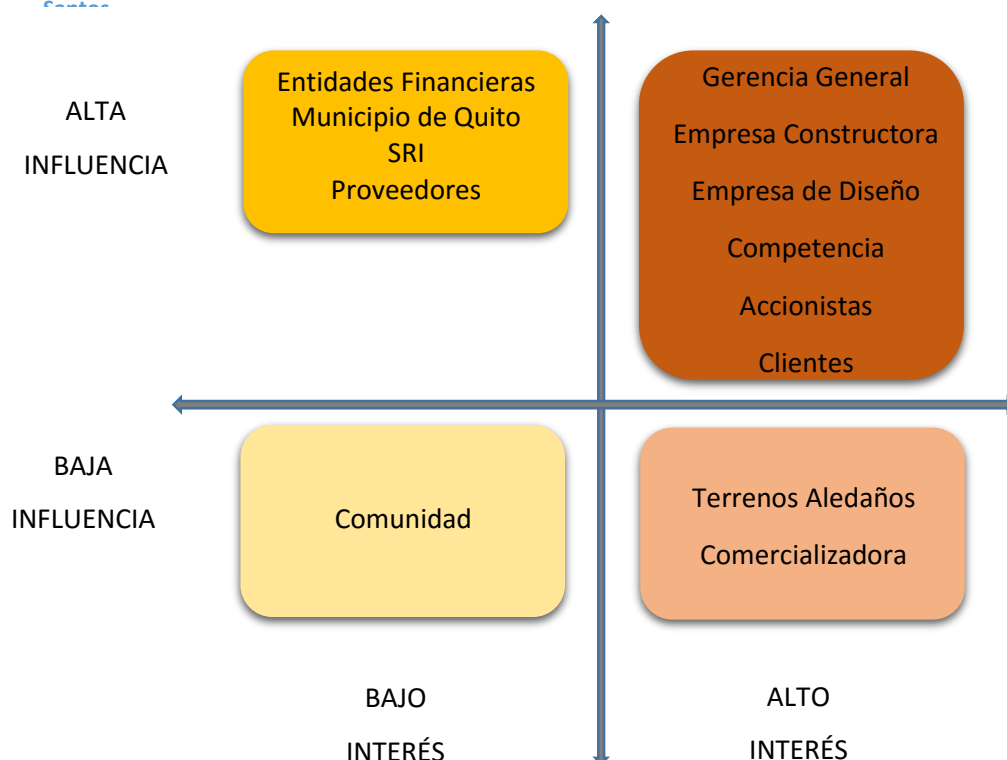 Santos
ALTA
INFLUENCIA
Entidades Financieras
Municipio de Quito
SRI
Proveedores
Gerencia General
Empresa Constructora
Empresa de Diseño
Competencia
Accionistas
Clientes
BAJA
INFLUENCIA
Comunidad
Terrenos Aledaños
Comercializadora
BAJO
INTERÉS
ALTO
INTERÉS